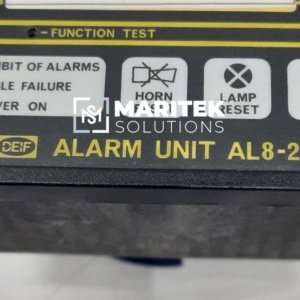 - FUNCTION TEST
IBIT OF ALARMS
LE FAILURE
VER ON
HORN
LAMP
RESET
MARITEK
SOLUTIONS
DEIF
ALARM UNIT AL8-2